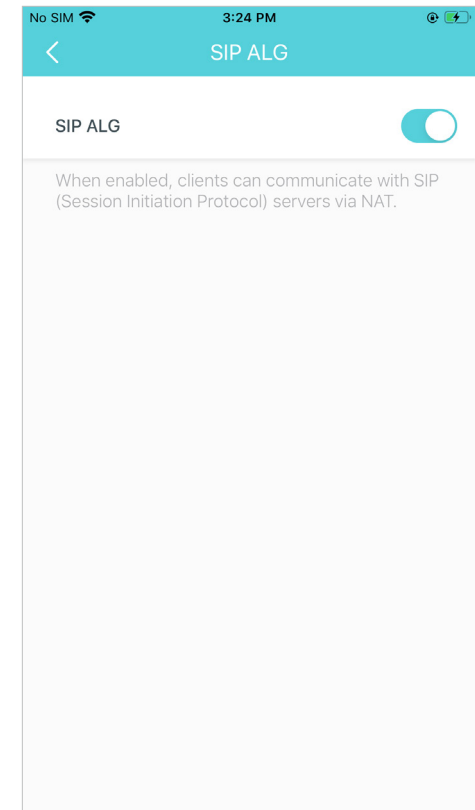 No SIM 3:24 PM
SIP ALG
SIP ALG
When enabled, clients can communicate with SIP
(Session Initiation Protocol) servers via NAT.